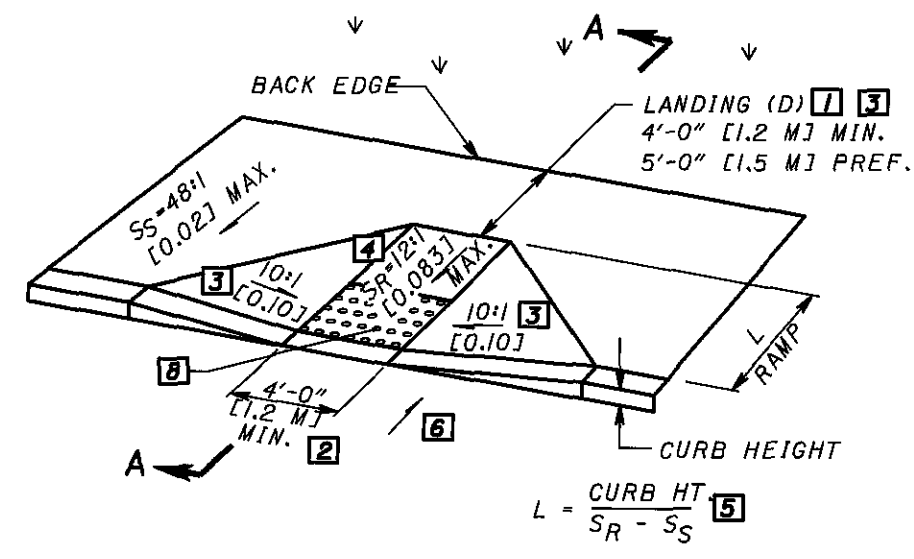 A
BACK EDGE
LANDING (D) 1 3
4'-0" [1.2 M] MIN.
5'-0" [1.5 M] PREF.
SS=48:1
[0.02] MAX.
4
SR=12:1
[0.083]
MAX.
3
10:1
[0.10]
10:1
[0.10]
3
L
RAMP
8
4'-0"
[1.2 M]
MIN.
2
6
A
CURB HEIGHT
L = CURB HT / SR - SS 5